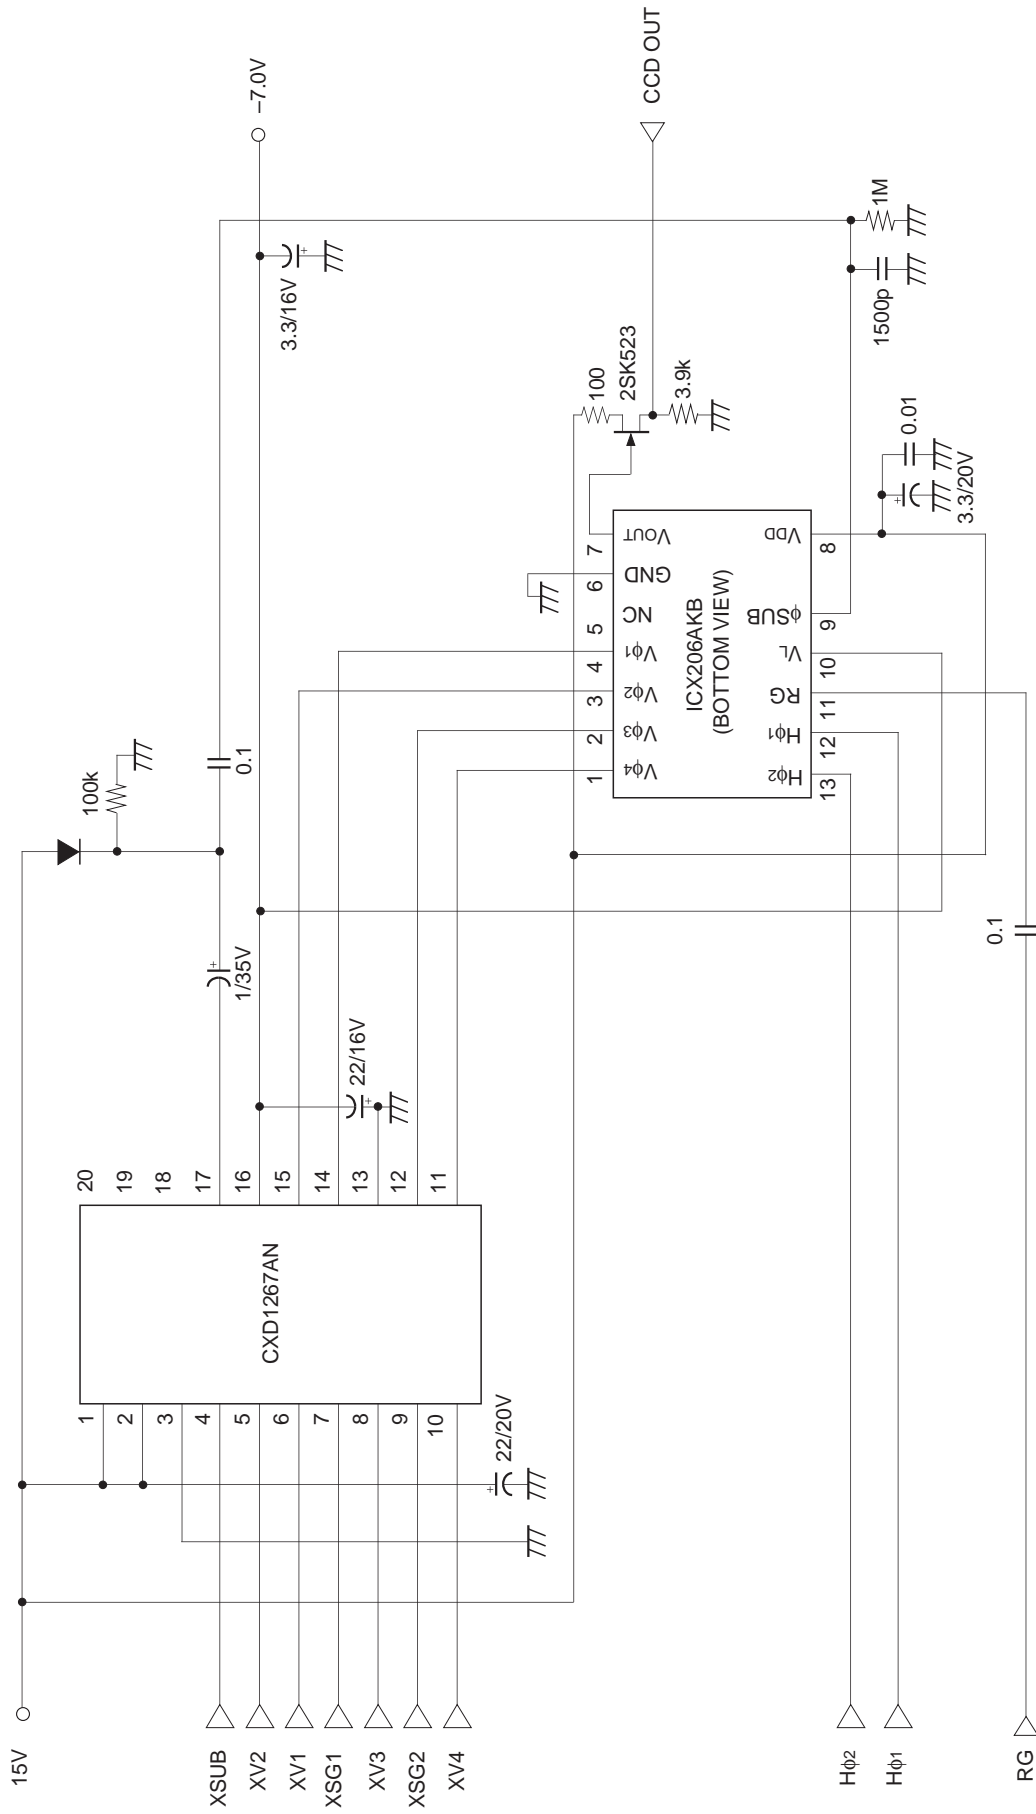 15V
XSUB
XV2
XV1
XSG1
XV3
XSG2
XV4
Hϕ2
Hϕ1
RG
22/20V
1
2
3
4
5
6
7
8
9
10
CXD1267AN
20
19
18
17
16
15
14
13
12
11
22/16V
1/35V
+
+
+
100k
0.1
0.1
–7.0V
3.3/16V
+
CCD OUT
100
2SK523
3.9k
1M
1500p
0.01
3.3/20V
+
ICX206AKB
(BOTTOM VIEW)
1
2
3
4
5
6
7
Vϕ4
Vϕ3
Vϕ2
Vϕ1
NC
GND
VOUT
Hϕ2
Hϕ1
RG
VL
ϕSUB
VDD
13
12
11
10
9
8